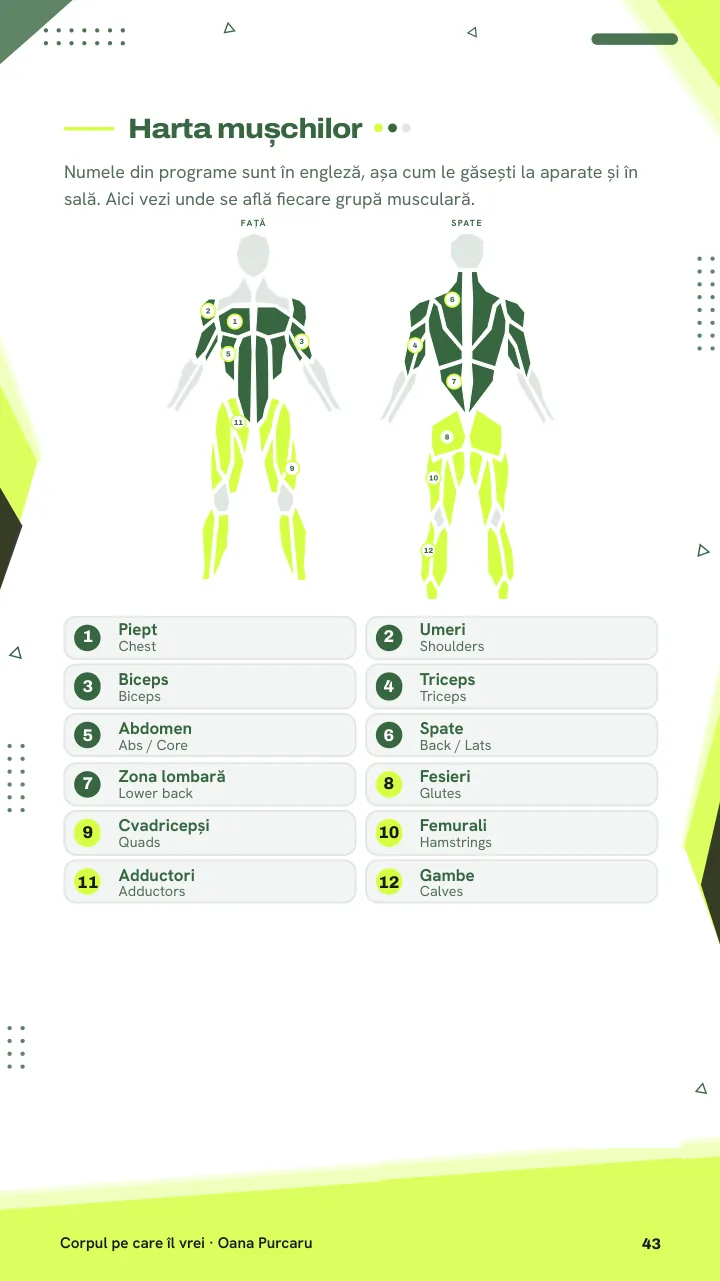 Harta mușchilor
Numele din programe sunt în engleză, așa cum le găsești la aparate și în
sală. Aici vezi unde se află fiecare grupă musculară.
FAȚĂ
SPATE
2
1
3
5
11
9
6
4
7
8
10
12
1
Piept
Chest
2
Umeri
Shoulders
3
Biceps
Biceps
4
Triceps
Triceps
5
Abdomen
Abs / Core
6
Spate
Back / Lats
7
Zona lombară
Lower back
8
Fesieri
Glutes
9
Cvadricepși
Quads
10
Femurali
Hamstrings
11
Adductori
Adductors
12
Gambe
Calves
Corpul pe care îl vrei · Oana Purcaru
43